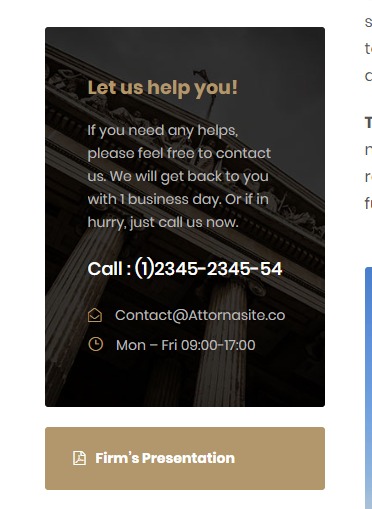 Let us help you!
If you need any helps,
please feel free to contact
us. We will get back to you
with 1 business day. Or if in
hurry, just call us now.
Call : (1)2345-2345-54
Contact@Attornasite.co
Mon – Fri 09:00-17:00
Firm's Presentation